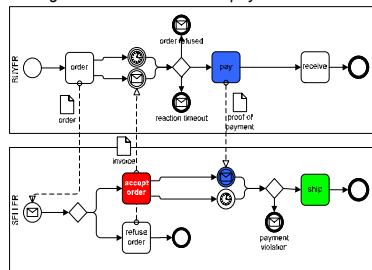 order refused
BUYER
order
pay
receive
order
reaction timeout
proof of
payment
invoice
SELLER
accept
order
ship
refuse
order
payment
violation